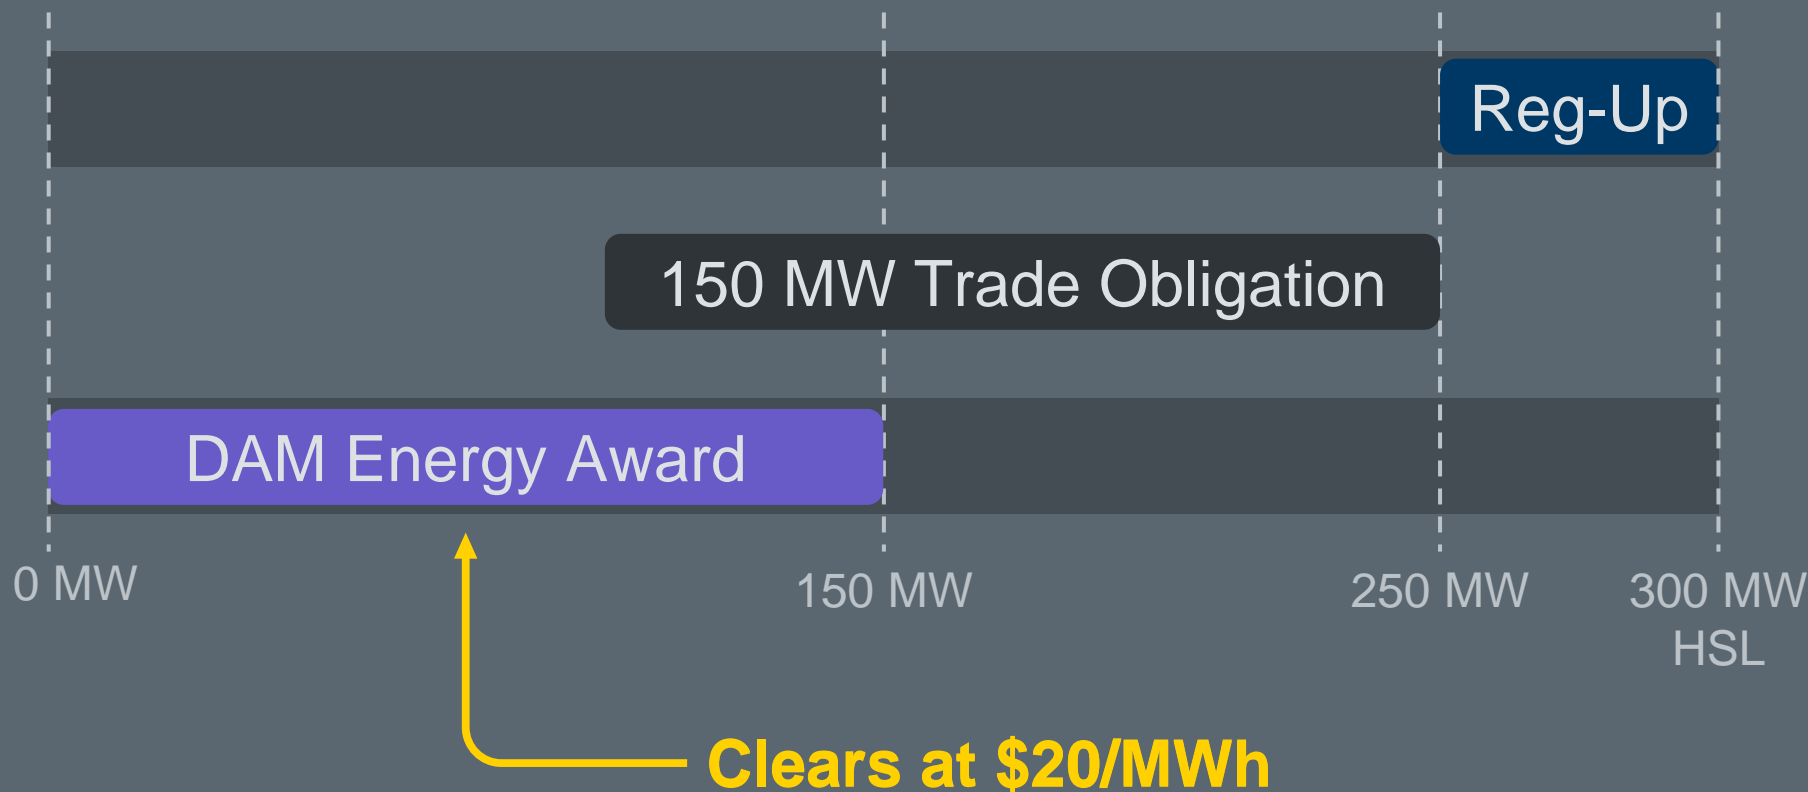 Reg-Up
150 MW Trade Obligation
DAM Energy Award
0 MW
150 MW
250 MW
300 MW
HSL
Clears at $20/MWh